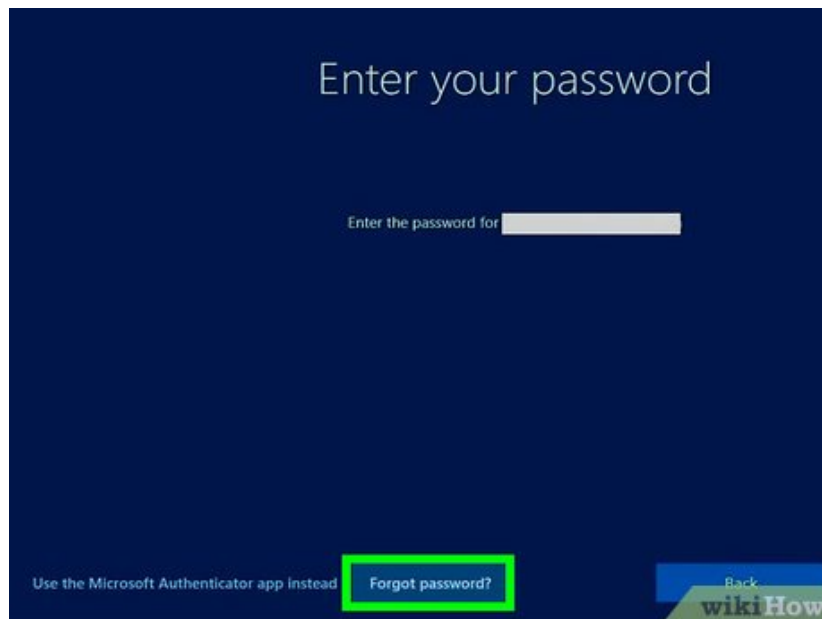 Enter your password
Enter the password for
Use the Microsoft Authenticator app instead Forgot password? Back
wikiHow